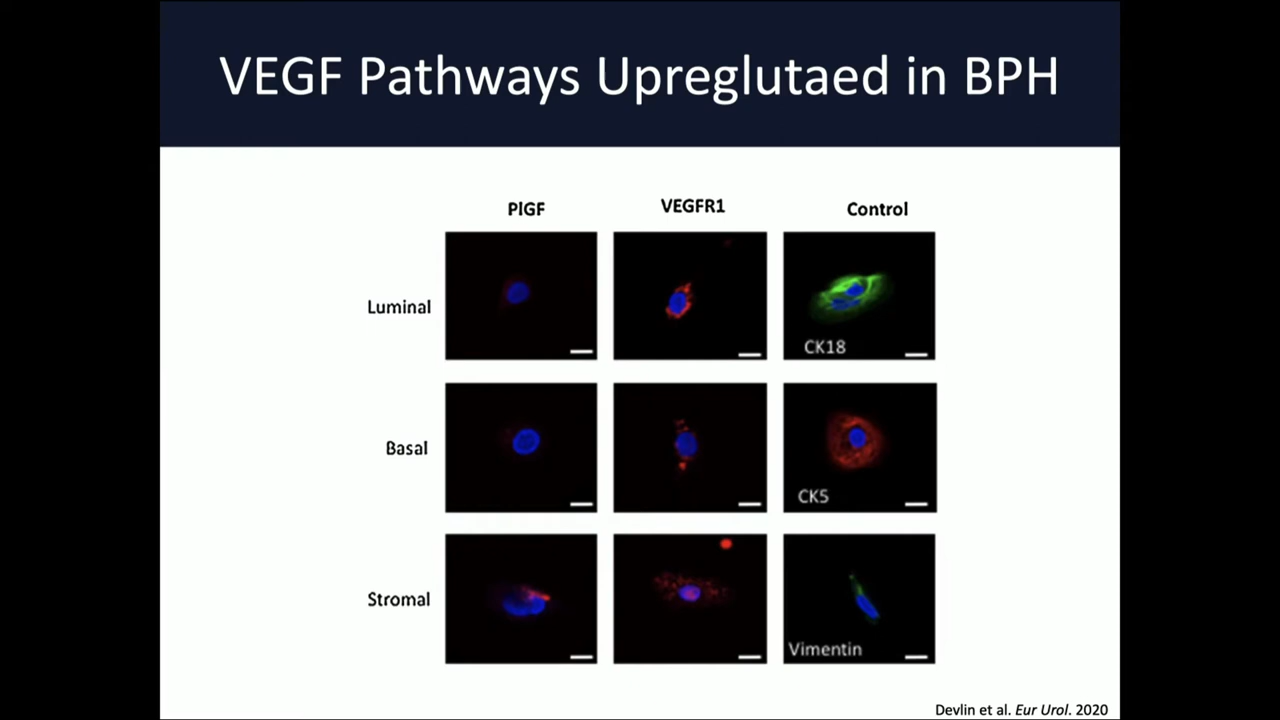 VEGF Pathways Upreglutaed in BPH
PlGF VEGFR1 Control
Luminal
CK18
Basal
CK5
Stromal
Vimentin
Devlin et al. Eur Urol. 2020